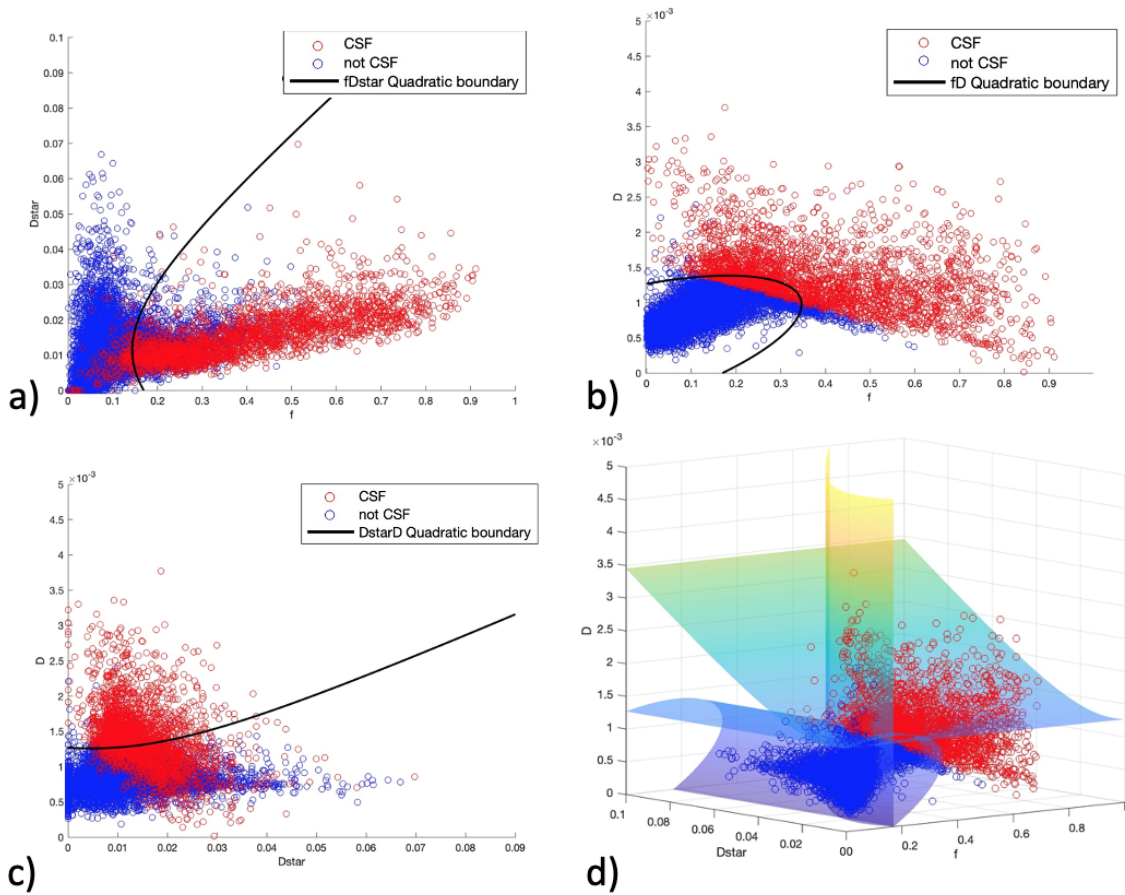 a)
Dstar
0.1
0.09
0.08
0.07
0.06
0.05
0.04
0.03
0.02
0.01
0
0 0.1 0.2 0.3 0.4 0.5 0.6 0.7 0.8 0.9 1
f
CSF
not CSF
fDstar Quadratic boundary
b)
×10⁻³
D
5
4.5
4
3.5
3
2.5
2
1.5
1
0.5
0
0 0.1 0.2 0.3 0.4 0.5 0.6 0.7 0.8 0.9
f
CSF
not CSF
fD Quadratic boundary
c)
×10⁻³
D
5
4.5
4
3.5
3
2.5
2
1.5
1
0.5
0
0 0.01 0.02 0.03 0.04 0.05 0.06 0.07 0.08 0.09
Dstar
CSF
not CSF
DstarD Quadratic boundary
d)
×10⁻³
D
5
4.5
4
3.5
3
2.5
2
1.5
1
0.5
0
0.1 0.08 0.06 0.04 0.02 00 0.2 0.4 0.6 0.8
Dstar
f